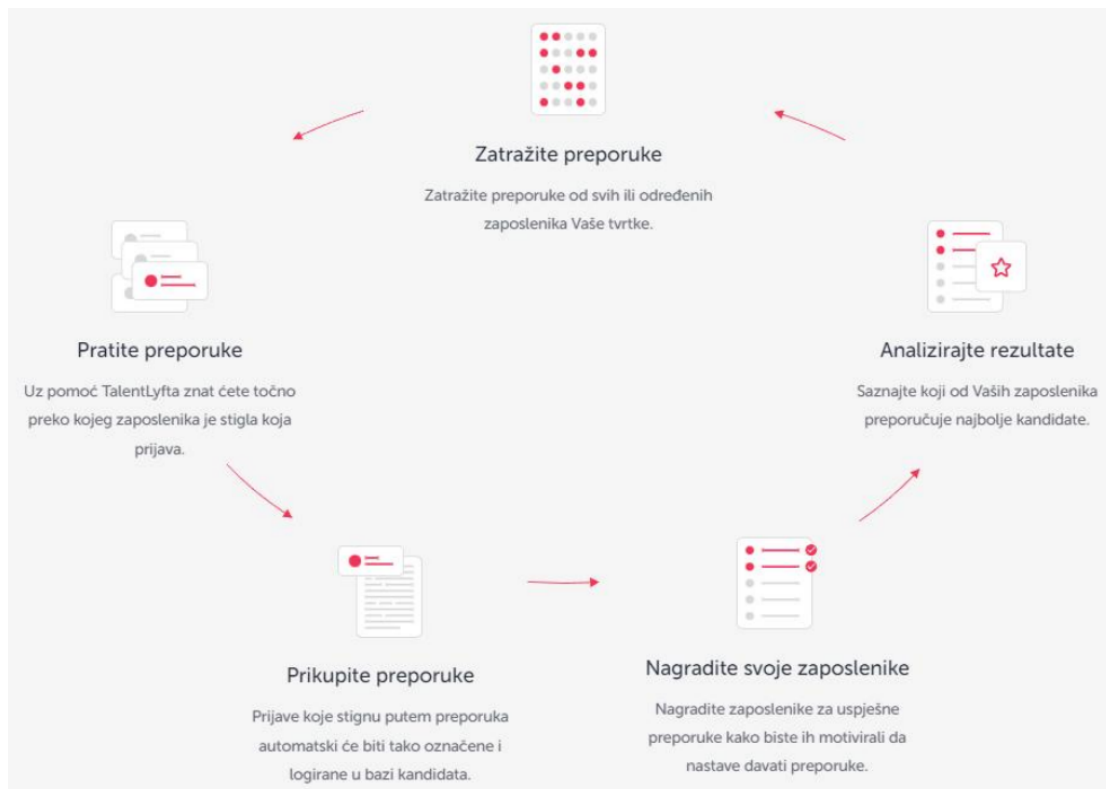 Zatražite preporuke
Zatražite preporuke od svih ili određenih
zaposlenika Vaše tvrtke.
Pratite preporuke
Uz pomoć TalentLyfta znat ćete točno
preko kojeg zaposlenika je stigla koja
prijava.
Prikupite preporuke
Prijave koje stignu putem preporuka
automatski će biti tako označene i
logirane u bazi kandidata.
Nagradite svoje zaposlenike
Nagradite zaposlenike za uspješne
preporuke kako biste ih motivirali da
nastave davati preporuke.
Analizirajte rezultate
Saznajte koji od Vaših zaposlenika
preporučuje najbolje kandidate.